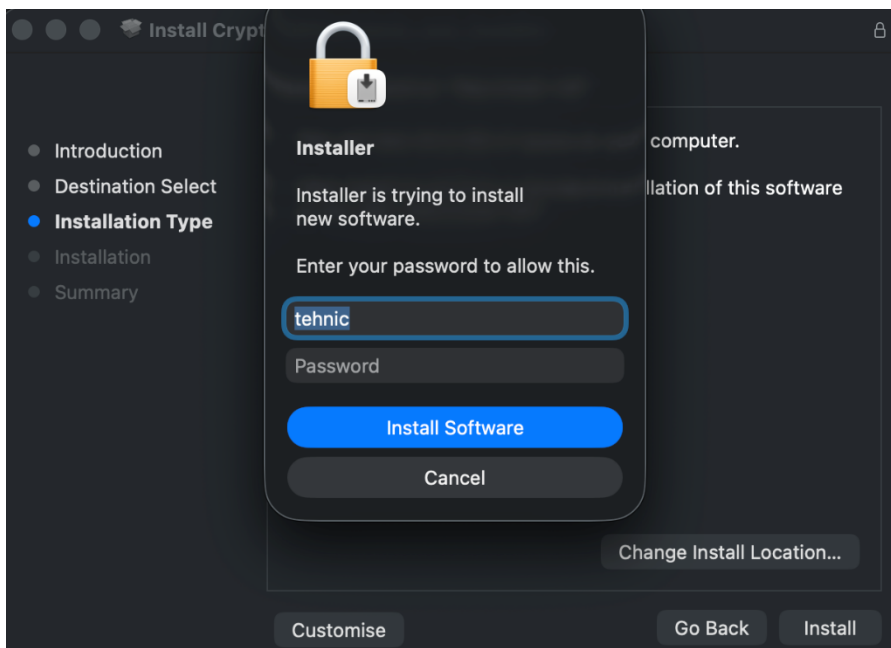 Install Crypt
Introduction
Destination Select
Installation Type
Installation
Summary
Installer
Installer is trying to install
new software.
Enter your password to allow this.
tehnic
Password
Install Software
Cancel
computer.
llation of this software
Change Install Location...
Customise
Go Back
Install